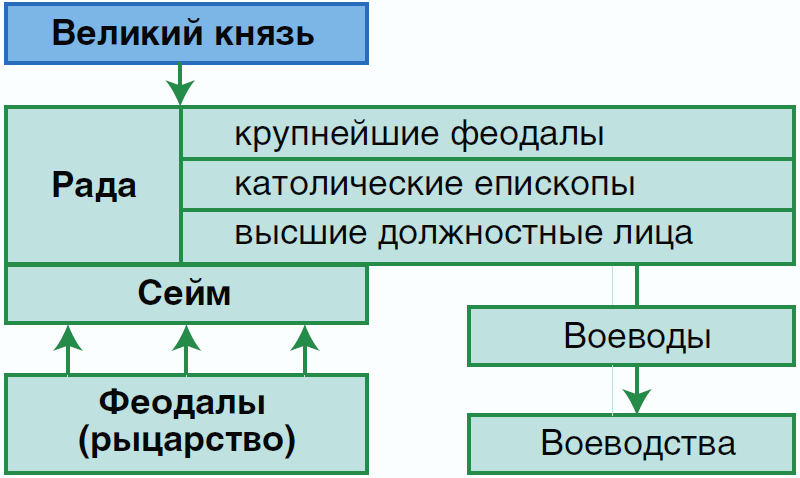 Великий князь
Рада
крупнейшие феодалы
католические епископы
высшие должностные лица
Сейм
Воеводы
Феодалы
(рыцарство)
Воеводства